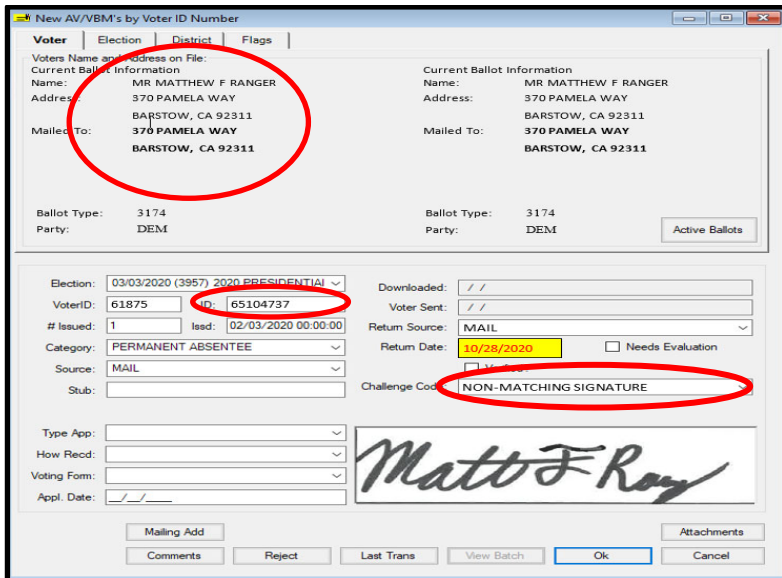 New AV/VBM's by Voter ID Number
Voter Election District Flags
Voters Name and Address on File:
Current Ballot Information
Name: MR MATTHEW F RANGER
Address: 370 PAMELA WAY
BARSTOW, CA 92311
Mailed To: 370 PAMELA WAY
BARSTOW, CA 92311
Ballot Type: 3174
Party: DEM
Current Ballot Information
Name: MR MATTHEW F RANGER
Address: 370 PAMELA WAY
BARSTOW, CA 92311
Mailed To: 370 PAMELA WAY
BARSTOW, CA 92311
Ballot Type: 3174
Party: DEM
Active Ballots
Election: 03/03/2020 (3957) 2020 PRESIDENTIAL
VoterID: 61875 ID: 65104737
# Issued: 1 Issd: 02/03/2020 00:00:00
Category: PERMANENT ABSENTEE
Source: MAIL
Stub:
Downloaded: / /
Voter Sent: / /
Return Source: MAIL
Return Date: 10/28/2020 Needs Evaluation
Challenge Cod NON-MATCHING SIGNATURE
Type App:
How Recd:
Voting Form:
Appl. Date: __/__/____
Matt F Rang
Mailing Add Attachments
Comments Reject Last Trans View Batch Ok Cancel